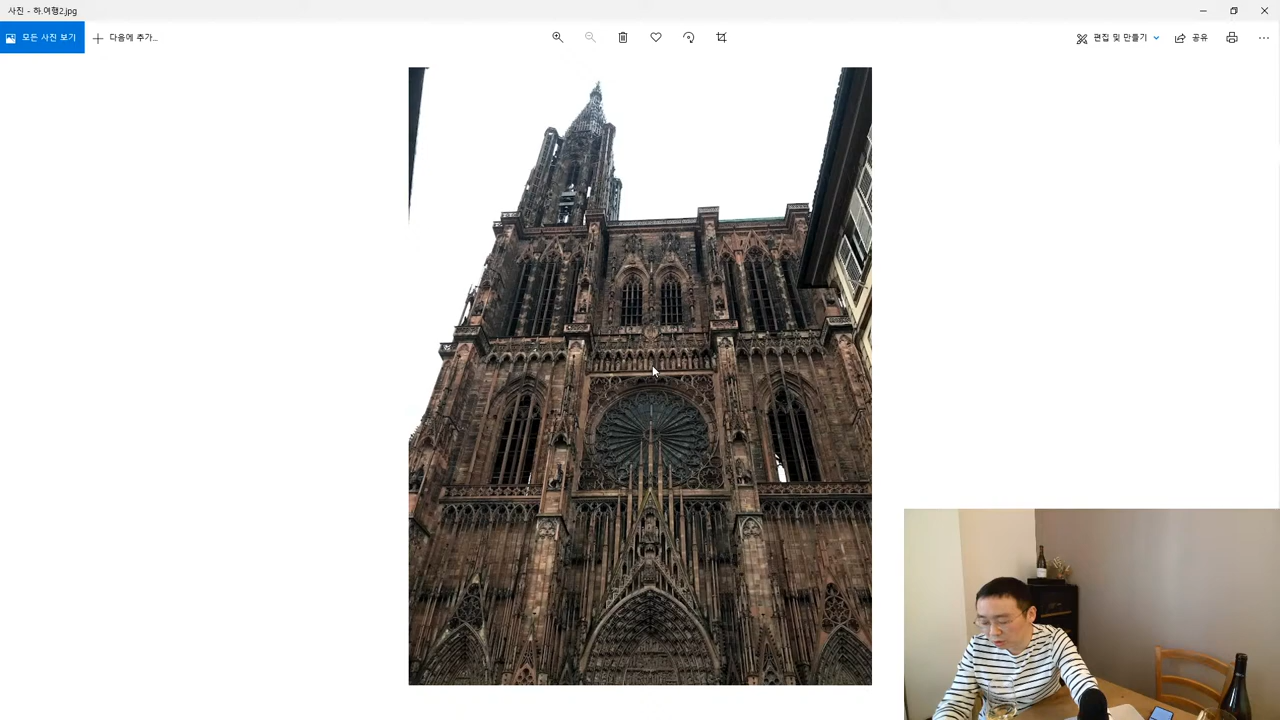 사진 - 하.여행2.jpg
모든 사진 보기
다음에 추가...
편집 및 만들기
공유